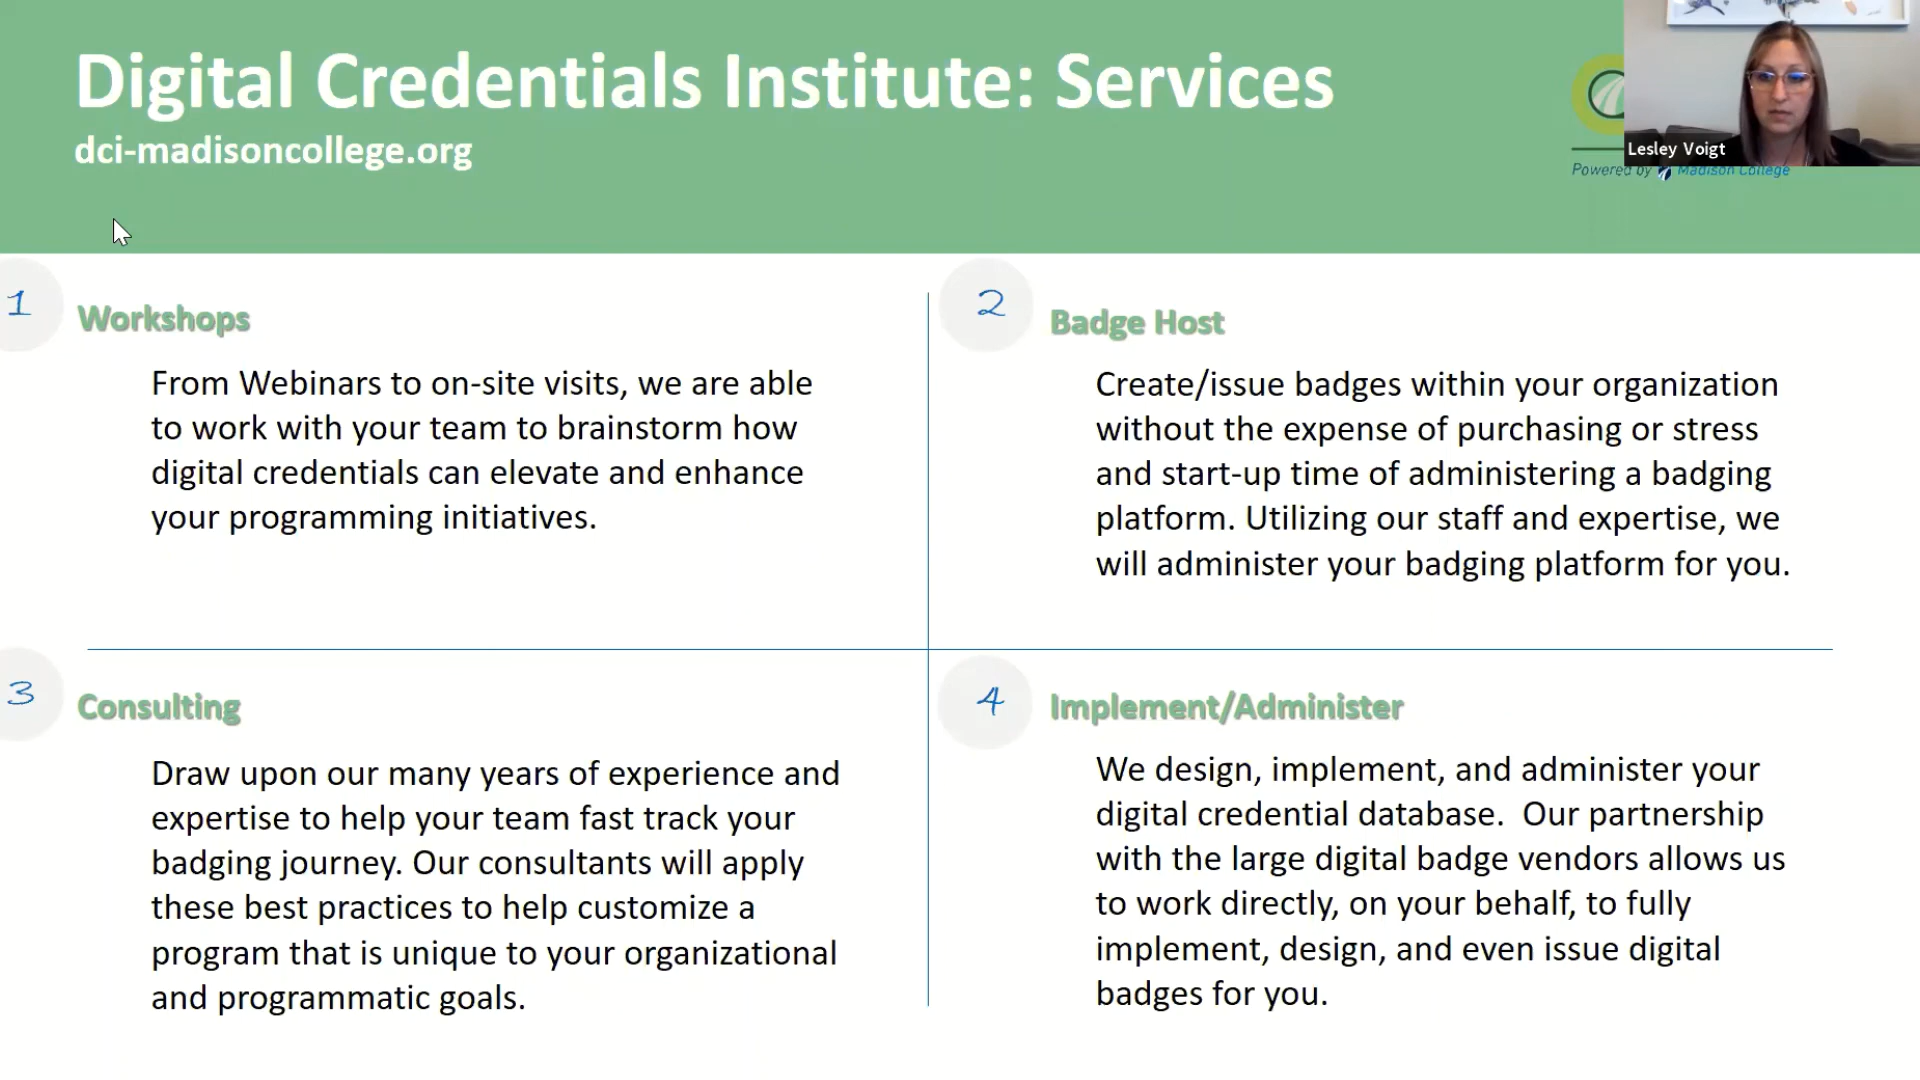 Digital Credentials Institute: Services
dci-madisoncollege.org
Lesley Voigt
Powered by Madison College
1
Workshops
From Webinars to on-site visits, we are able
to work with your team to brainstorm how
digital credentials can elevate and enhance
your programming initiatives.
2
Badge Host
Create/issue badges within your organization
without the expense of purchasing or stress
and start-up time of administering a badging
platform. Utilizing our staff and expertise, we
will administer your badging platform for you.
3
Consulting
Draw upon our many years of experience and
expertise to help your team fast track your
badging journey. Our consultants will apply
these best practices to help customize a
program that is unique to your organizational
and programmatic goals.
4
Implement/Administer
We design, implement, and administer your
digital credential database.  Our partnership
with the large digital badge vendors allows us
to work directly, on your behalf, to fully
implement, design, and even issue digital
badges for you.